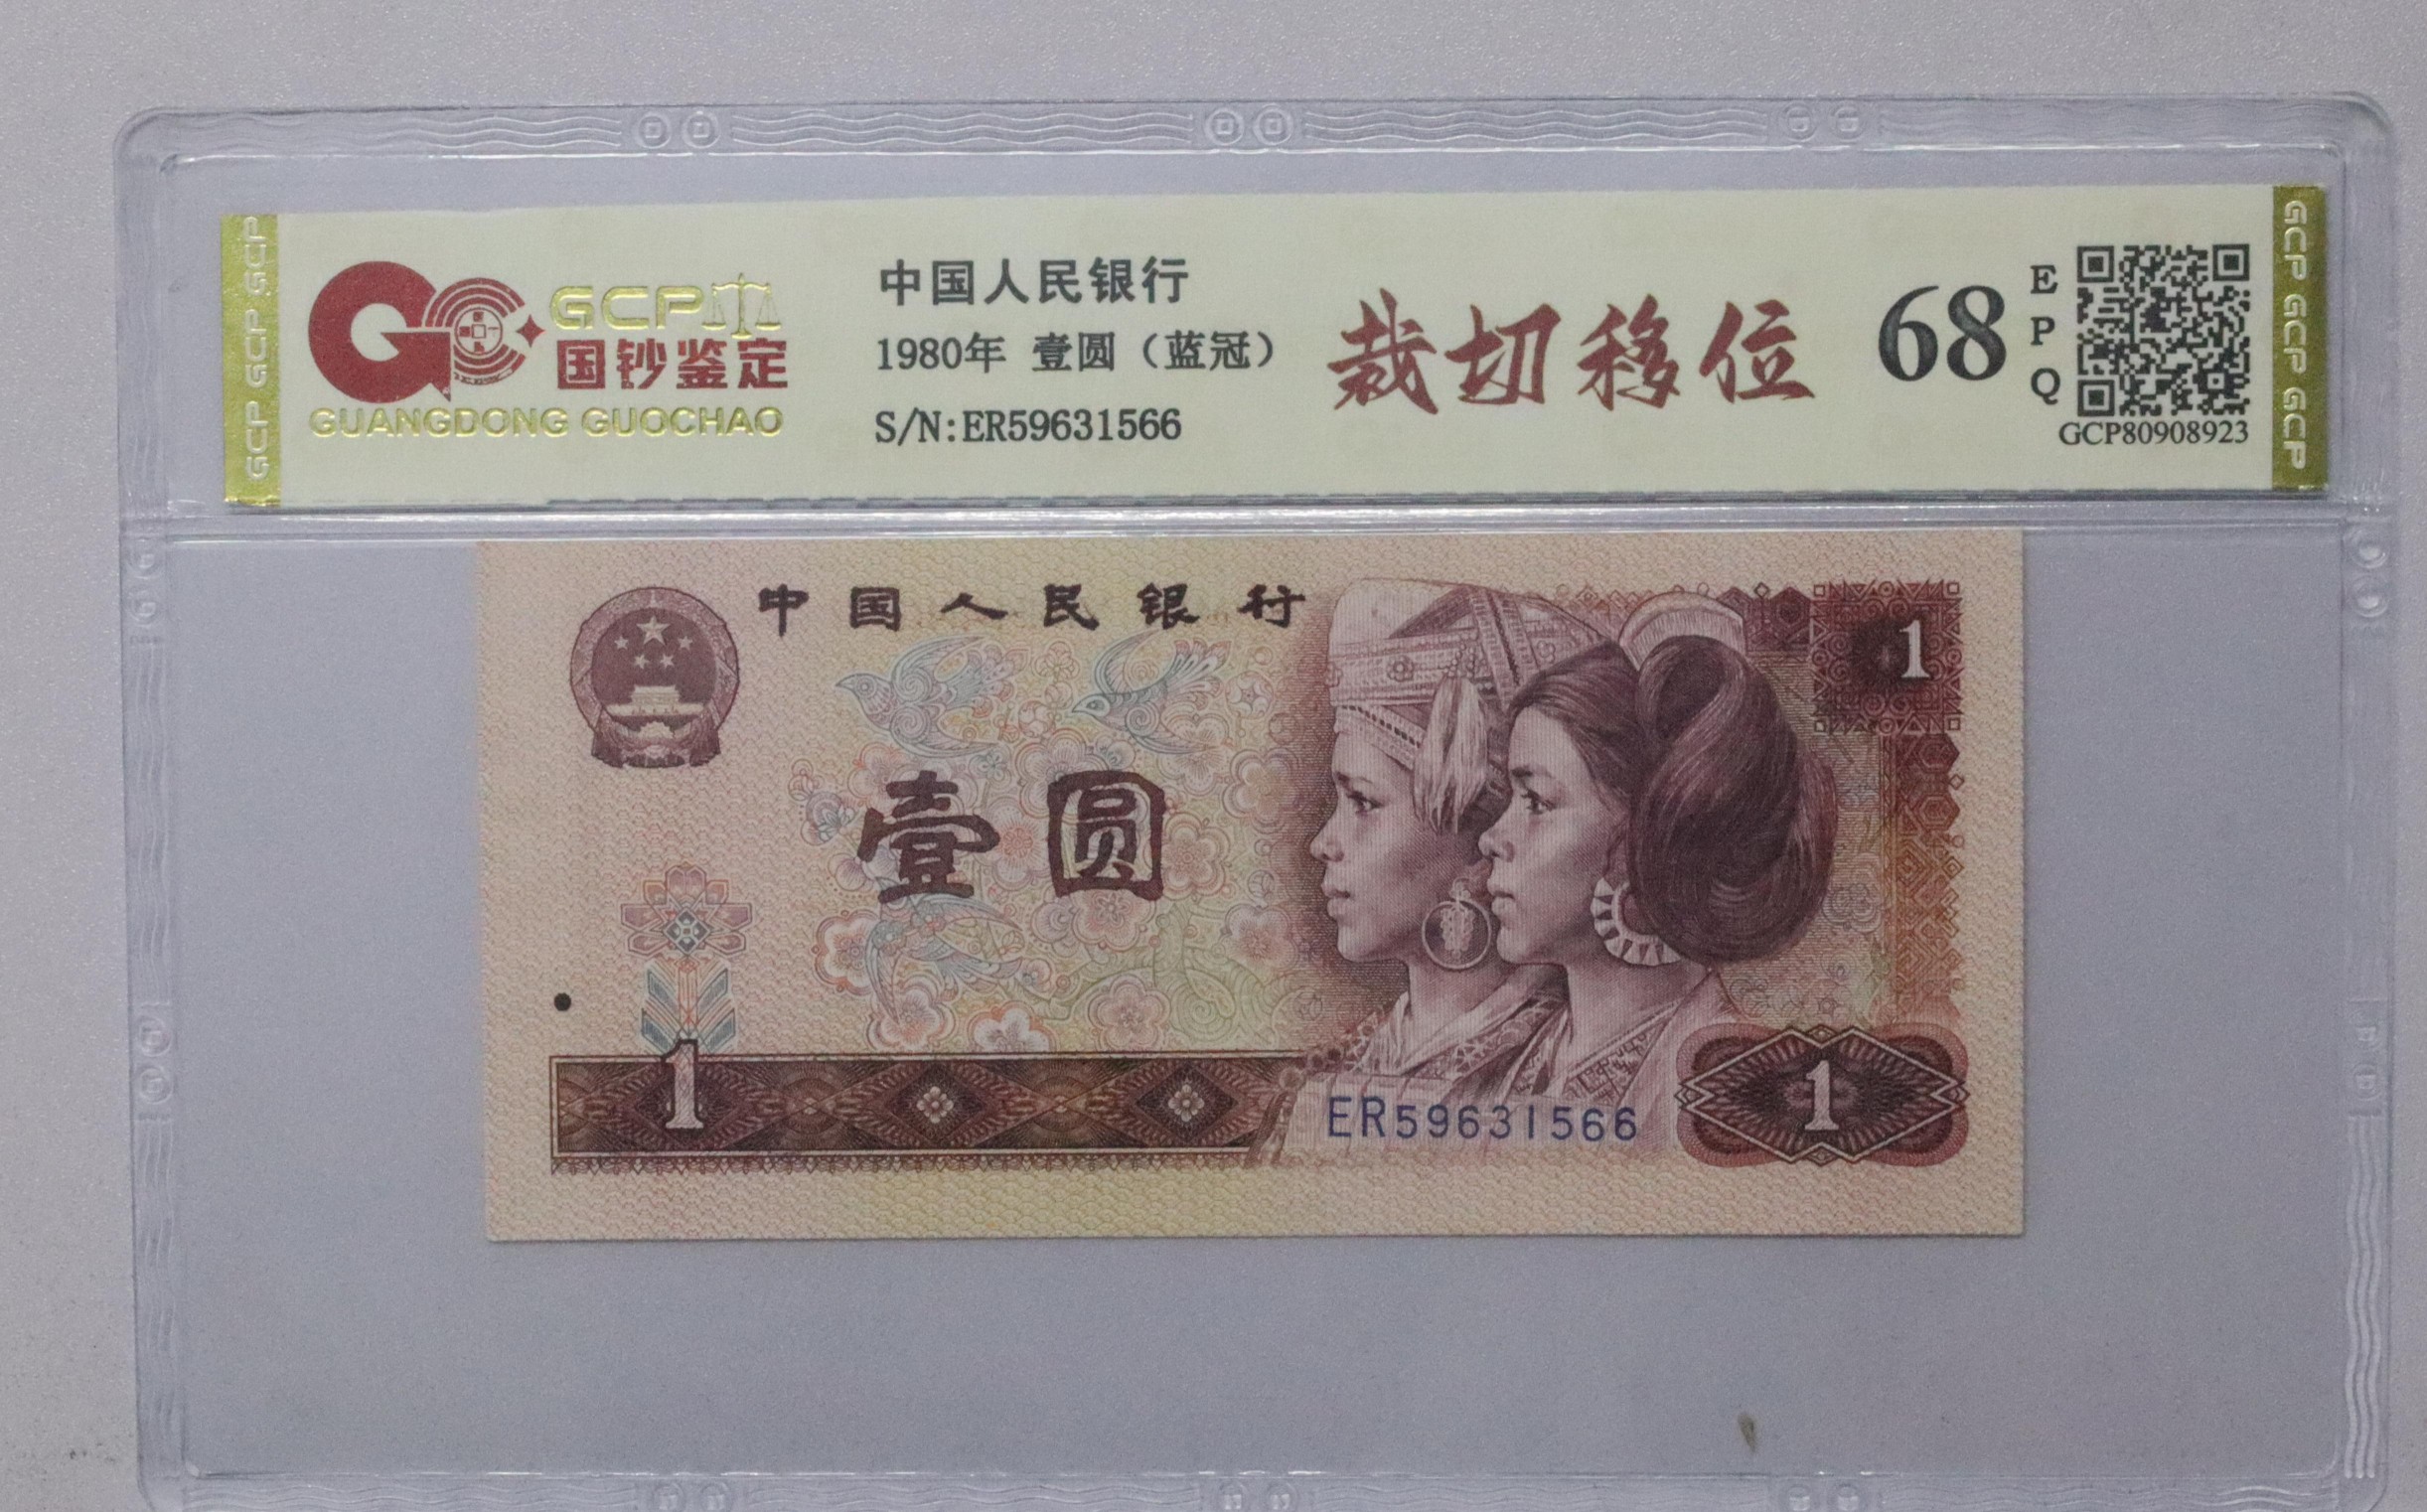 GCP GCP GCP
GCP
国钞鉴定
GUANGDONG GUOCHAO
中国人民银行
1980年 壹圆（蓝冠）
S/N:ER59631566
裁切移位
68
E
P
Q
GCP80908923
GCP GCP GCP
中国人民银行
1
壹圆
1
ER59631566
1